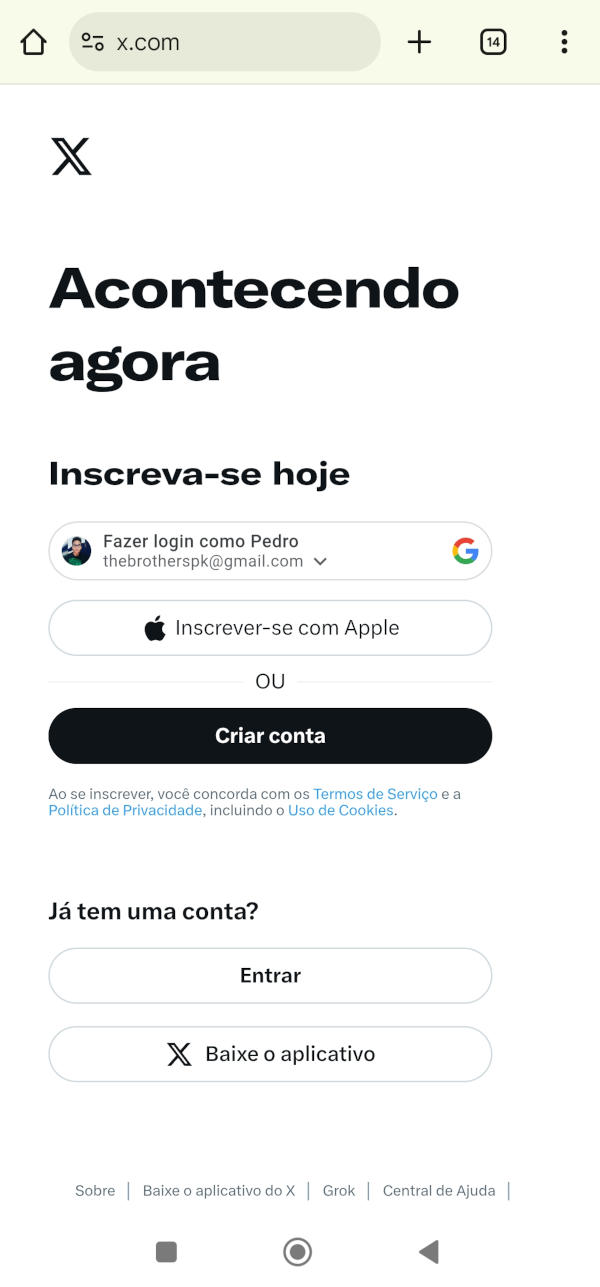 x.com
14
Acontecendo
agora
Inscreva-se hoje
Fazer login como Pedro
thebrotherspk@gmail.com
Inscrever-se com Apple
OU
Criar conta
Ao se inscrever, você concorda com os Termos de Serviço e a
Política de Privacidade, incluindo o Uso de Cookies.
Já tem uma conta?
Entrar
Baixe o aplicativo
Sobre | Baixe o aplicativo do X | Grok | Central de Ajuda |